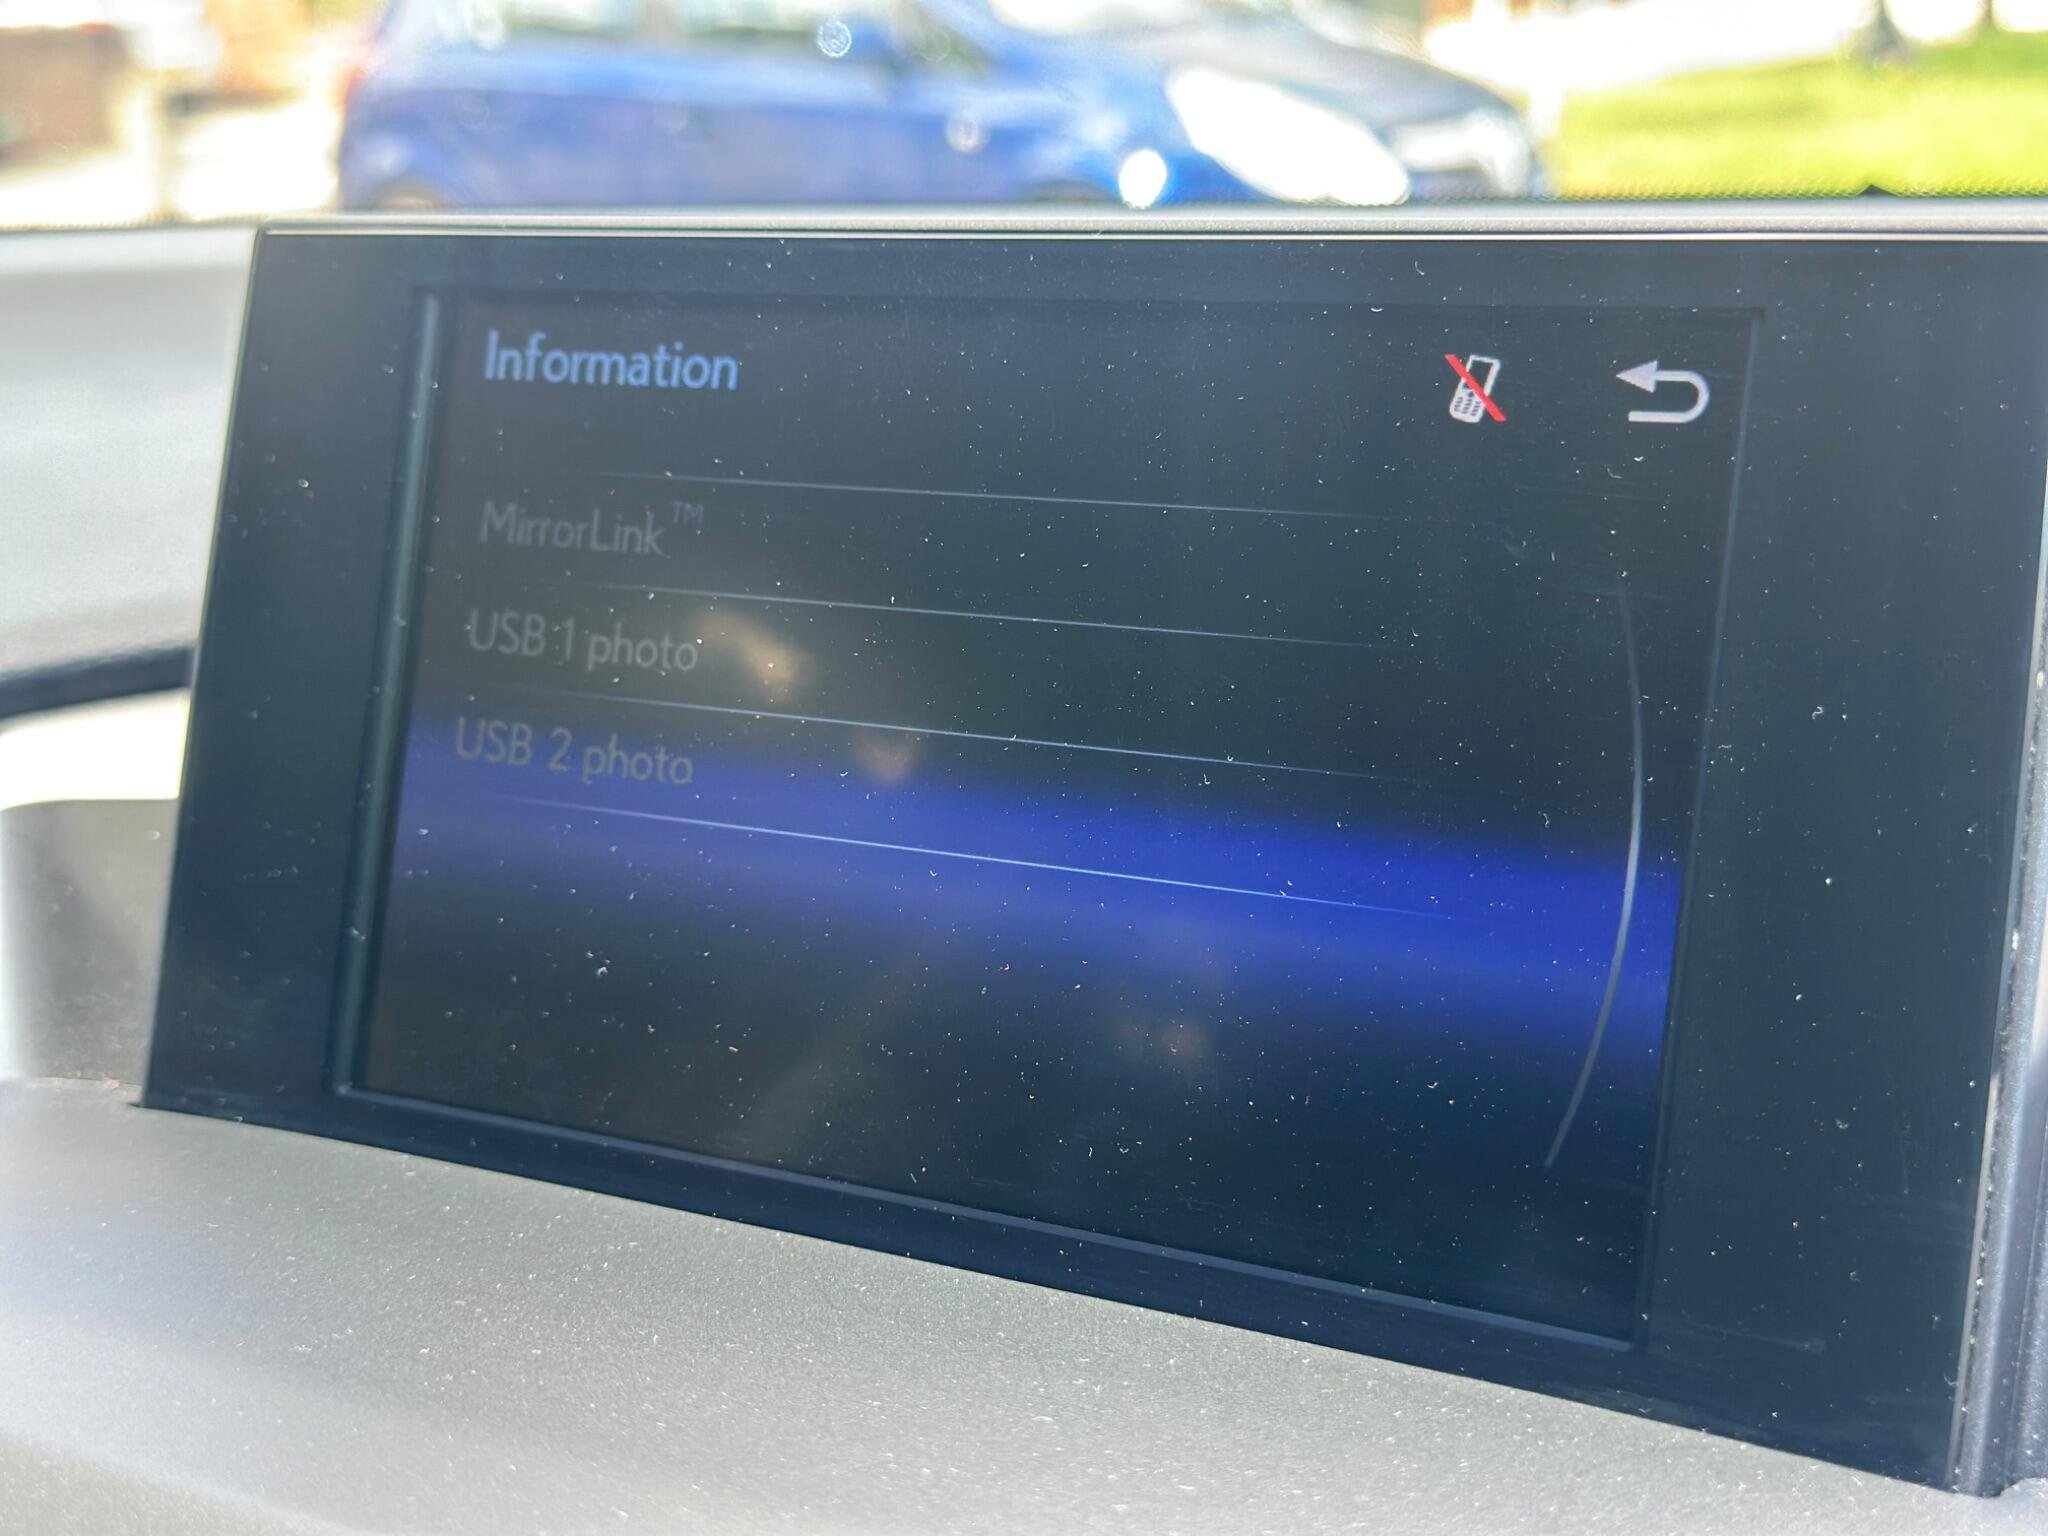 Information
MirrorLink™
USB 1 photo
USB 2 photo